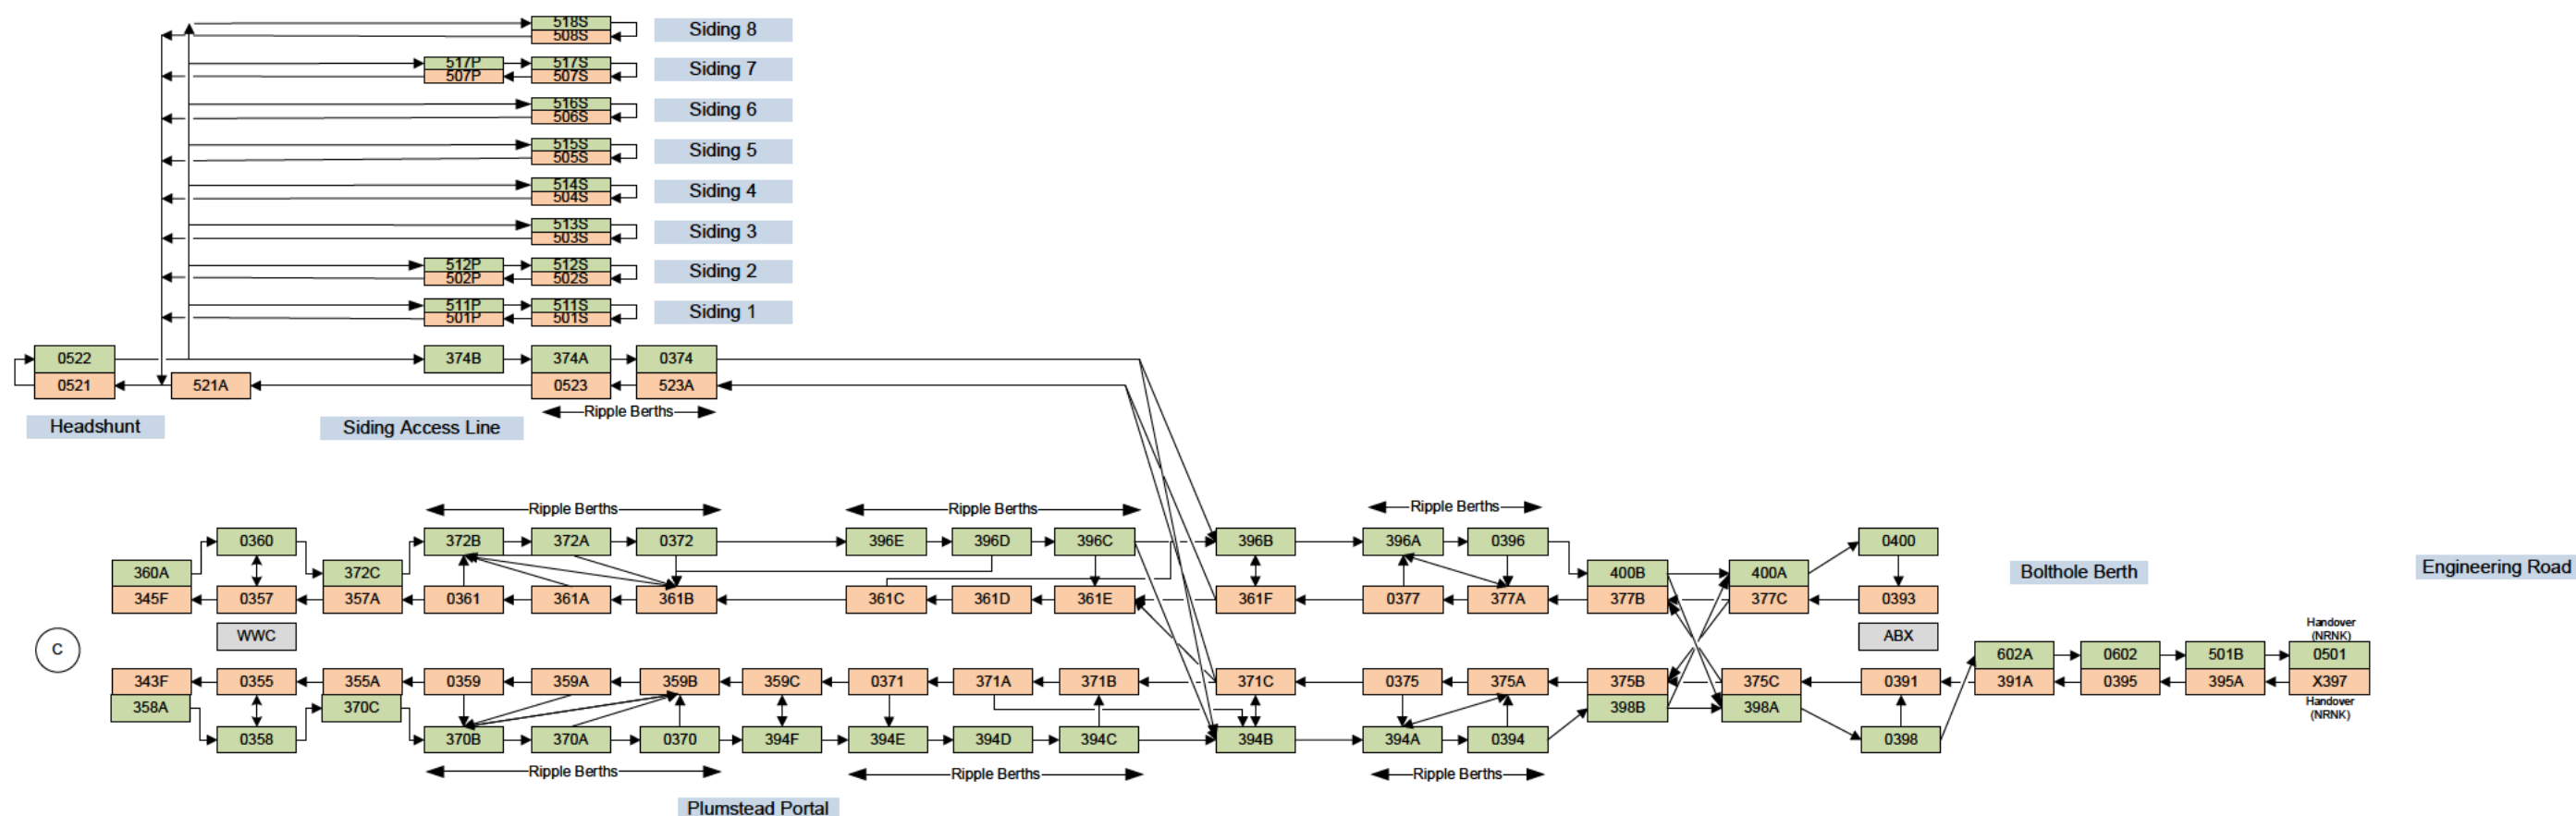 518S
508S
Siding 8
517P 517S
507P 507S
Siding 7
516S
506S
Siding 6
515S
505S
Siding 5
514S
504S
Siding 4
513S
503S
Siding 3
512P 512S
502P 502S
Siding 2
511P 511S
501P 501S
Siding 1
0522 374B 374A 0374
0521 521A 0523 523A
Ripple Berths
Headshunt
Siding Access Line
Ripple Berths Ripple Berths Ripple Berths
0360 372B 372A 0372 396E 396D 396C 396B 396A 0396 0400
360A 372C 400B 400A
Bolthole Berth
Engineering Road
345F 0357 357A 0361 361A 361B 361C 361D 361E 361F 0377 377A 377B 377C 0393
WWC
ABX
C
Handover
(NRNK)
602A 0602 501B 0501
343F 0355 355A 0359 359A 359B 359C 0371 371A 371B 371C 0375 375A 375B 375C 0391 391A 0395 395A X397
Handover
(NRNK)
358A 370C 398B 398A
0358 370B 370A 0370 394F 394E 394D 394C 394B 394A 0394 0398
Ripple Berths Ripple Berths Ripple Berths
Plumstead Portal